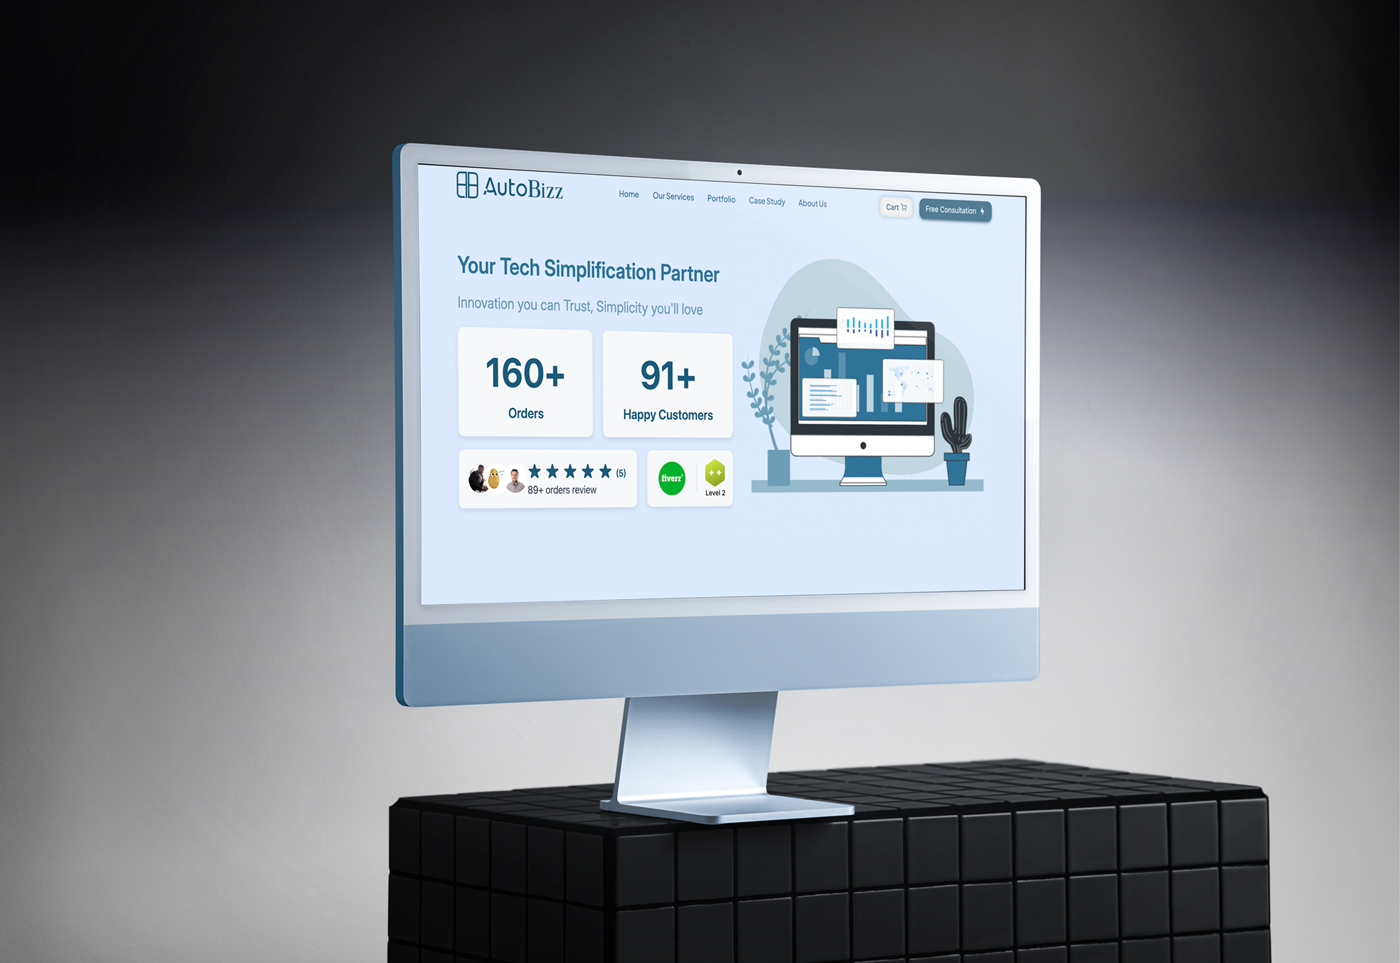 AutoBizz
Home Our Services Portfolio Case Study About Us
Cart Free Consultation
Your Tech Simplification Partner
Innovation you can Trust, Simplicity you'll love
160+
Orders
91+
Happy Customers
(5)
89+ orders review
fiverr
Level 2